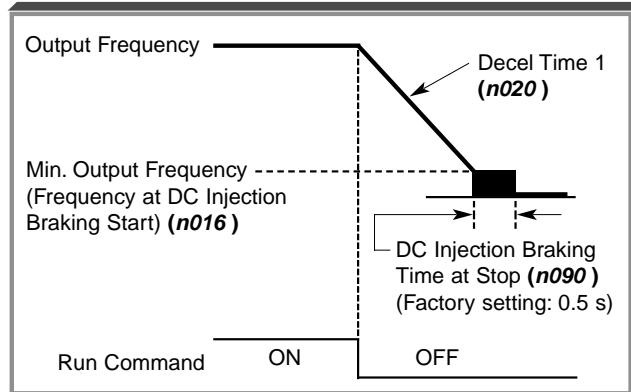 Output Frequency
Decel Time 1
(n020 )
Min. Output Frequency
(Frequency at DC Injection
Braking Start) (n016 )
DC Injection Braking
Time at Stop (n090 )
(Factory setting: 0.5 s)
Run Command
ON
OFF